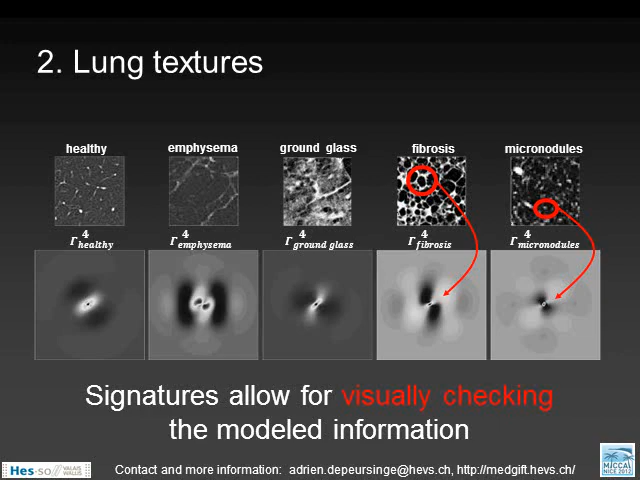 2. Lung textures
healthy emphysema ground glass fibrosis micronodules
Γ⁴healthy Γ⁴emphysema Γ⁴ground glass Γ⁴fibrosis Γ⁴micronodules
Signatures allow for visually checking
the modeled information
Hes·so VALAIS WALLIS
Contact and more information: adrien.depeursinge@hevs.ch, http://medgift.hevs.ch/
MICCAI
NICE 2012